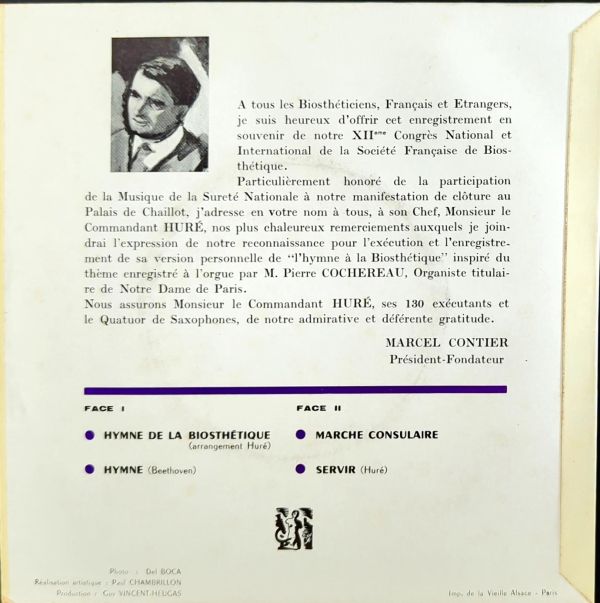 A tous les Biosthéticiens, Français et Etrangers,
je suis heureux d'offrir cet enregistrement en
souvenir de notre XIIᵉᵐᵉ Congrès National et
International de la Société Française de Bios-
thétique.
Particulièrement honoré de la participation
de la Musique de la Sureté Nationale à notre manifestation de clôture au
Palais de Chaillot, j'adresse en votre nom à tous, à son Chef, Monsieur le
Commandant HURÉ, nos plus chaleureux remerciements auxquels je join-
drai l'expression de notre reconnaissance pour l'exécution et l'enregistre-
ment de sa version personnelle de "l'hymne à la Biosthétique" inspiré du
thème enregistré à l'orgue par M. Pierre COCHEREAU, Organiste titulai-
re de Notre Dame de Paris.
Nous assurons Monsieur le Commandant HURÉ, ses 130 exécutants et
le Quatuor de Saxophones, de notre admirative et déférente gratitude.
MARCEL CONTIER
Président-Fondateur
FACE I
HYMNE DE LA BIOSTHÉTIQUE
(arrangement Huré)
HYMNE (Beethoven)
FACE II
MARCHE CONSULAIRE
SERVIR (Huré)
Photo : Del BOCA
Réalisation artistique : Paul CHAMBRILLON
Production : Guy VINCENT-HEUGAS
Imp. de la Vieille Alsace - Paris